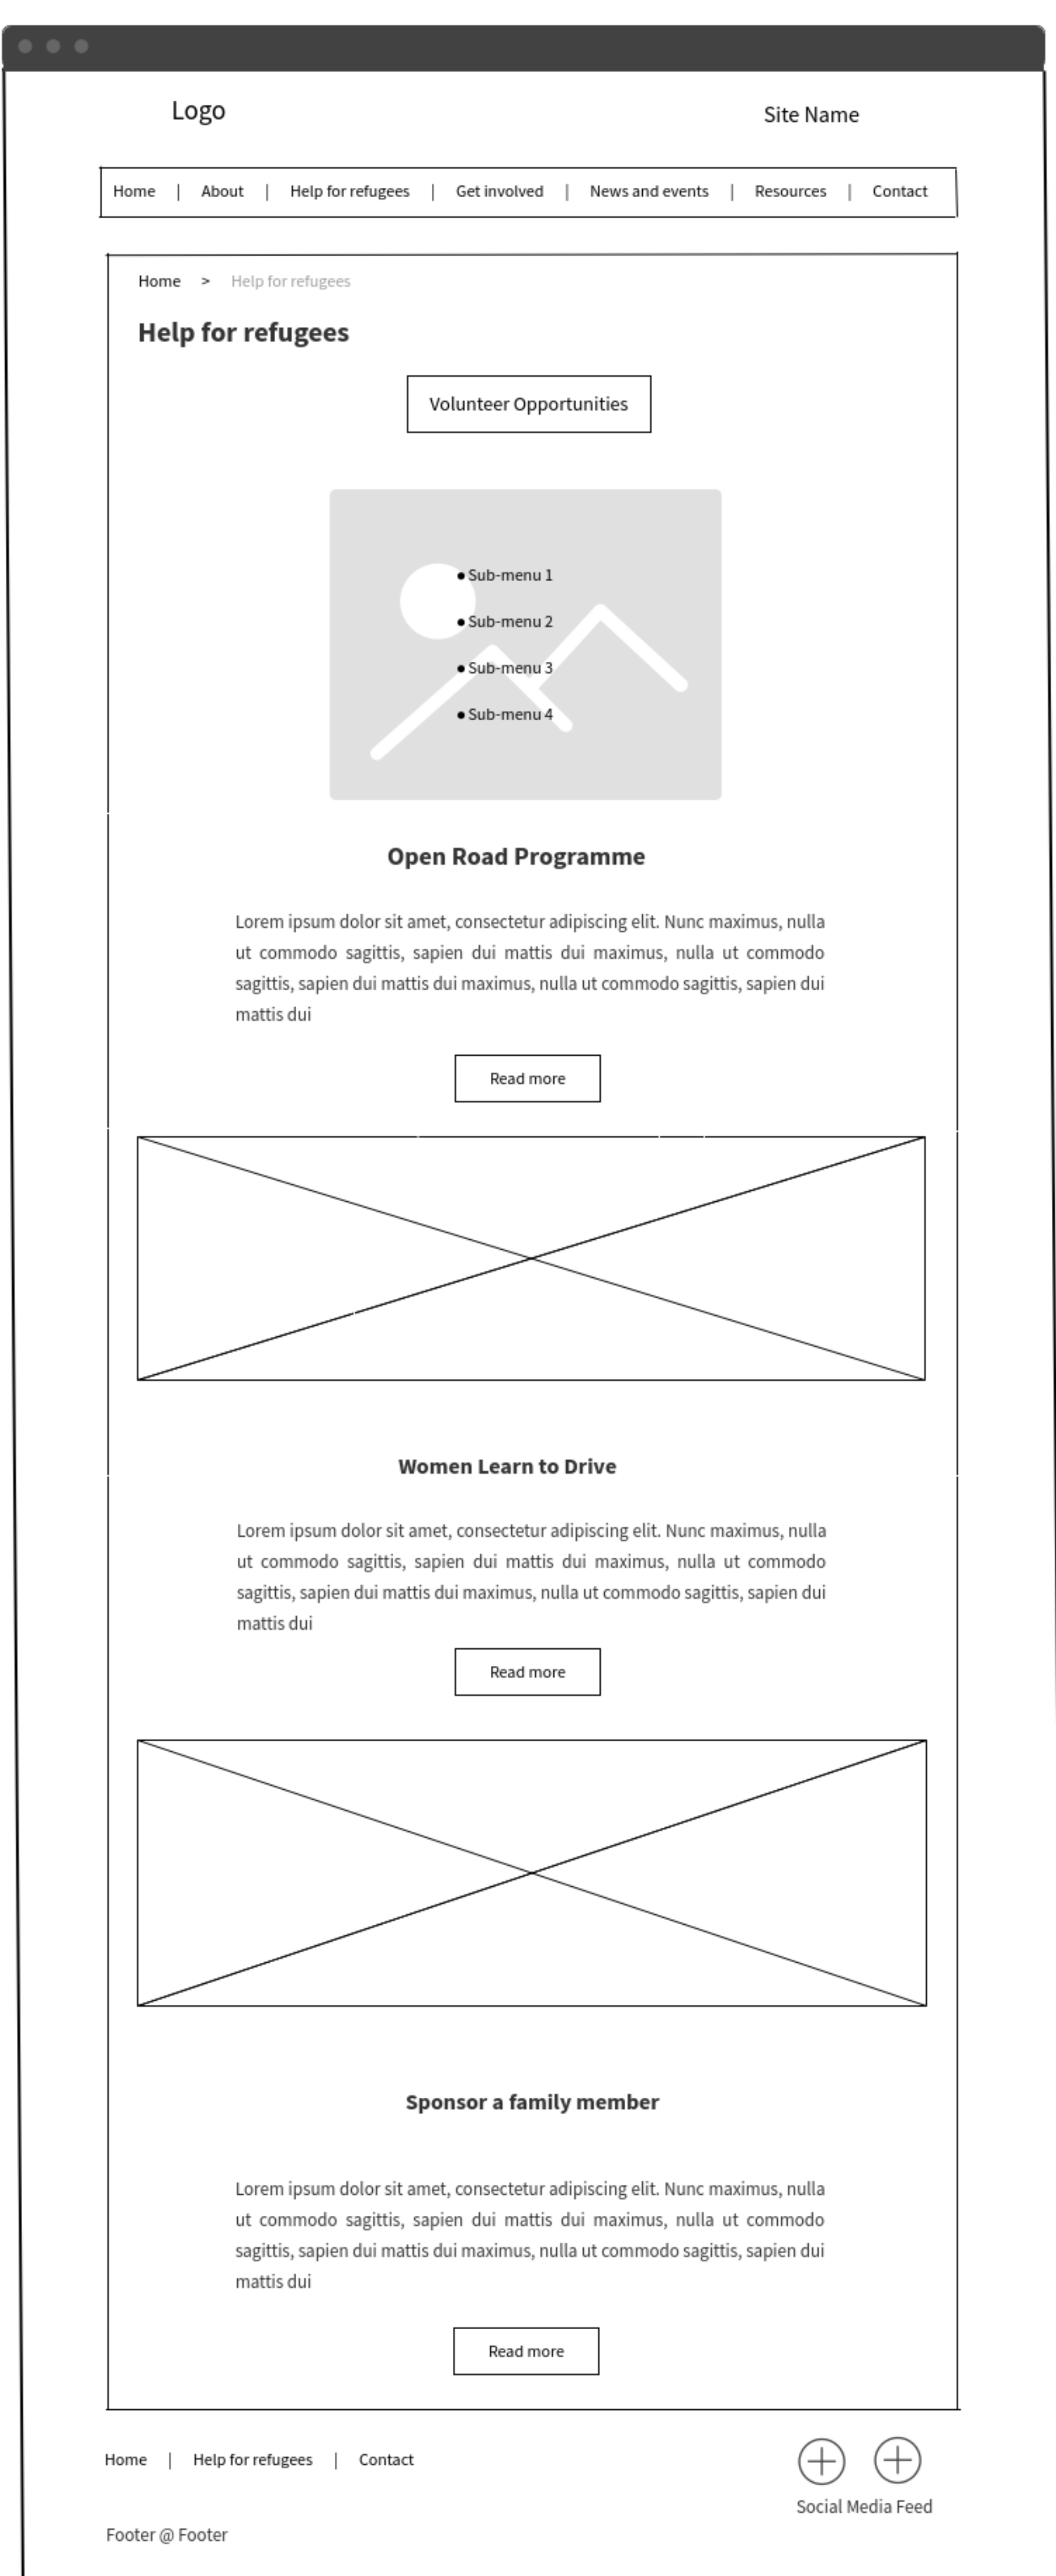 Logo
Site Name
Home | About | Help for refugees | Get involved | News and events | Resources | Contact
Home > Help for refugees
Help for refugees
Volunteer Opportunities
● Sub-menu 1
● Sub-menu 2
● Sub-menu 3
● Sub-menu 4
Open Road Programme
Lorem ipsum dolor sit amet, consectetur adipiscing elit. Nunc maximus, nulla
ut commodo sagittis, sapien dui mattis dui maximus, nulla ut commodo
sagittis, sapien dui mattis dui maximus, nulla ut commodo sagittis, sapien dui
mattis dui
Read more
Women Learn to Drive
Lorem ipsum dolor sit amet, consectetur adipiscing elit. Nunc maximus, nulla
ut commodo sagittis, sapien dui mattis dui maximus, nulla ut commodo
sagittis, sapien dui mattis dui maximus, nulla ut commodo sagittis, sapien dui
mattis dui
Read more
Sponsor a family member
Lorem ipsum dolor sit amet, consectetur adipiscing elit. Nunc maximus, nulla
ut commodo sagittis, sapien dui mattis dui maximus, nulla ut commodo
sagittis, sapien dui mattis dui maximus, nulla ut commodo sagittis, sapien dui
mattis dui
Read more
Home | Help for refugees | Contact
Social Media Feed
Footer @ Footer